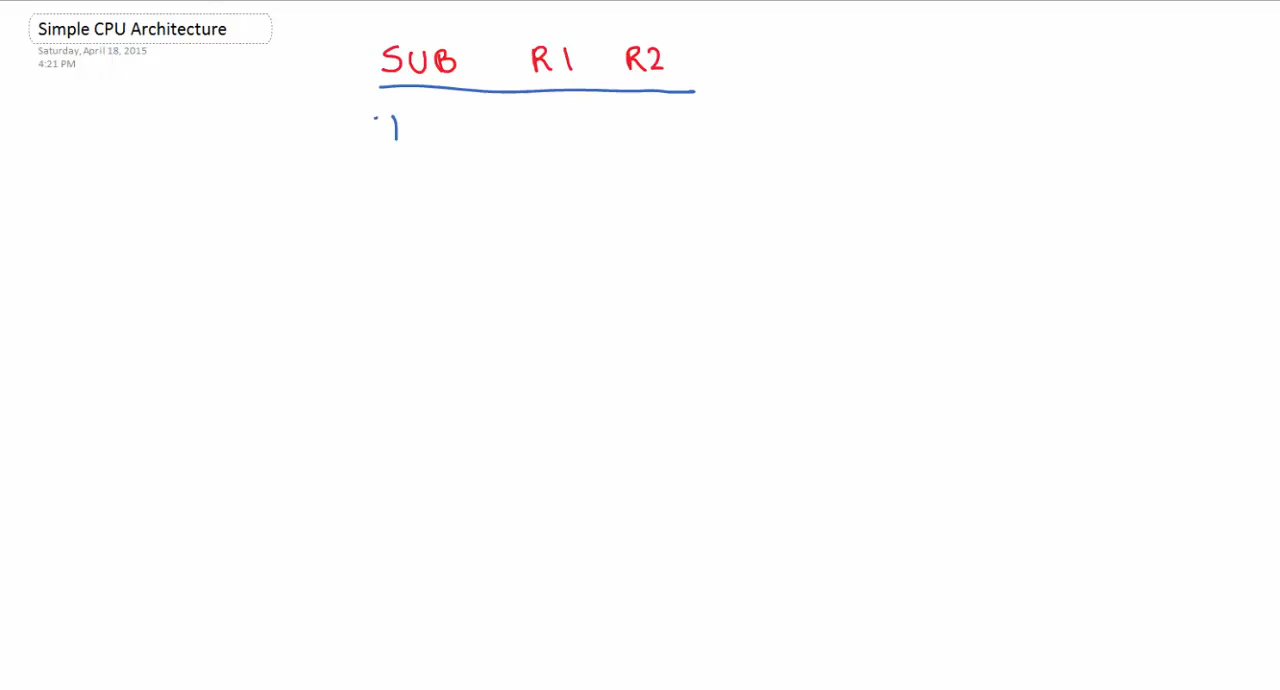 Simple CPU Architecture
Saturday, April 18, 2015
4:21 PM
SUB R1 R2